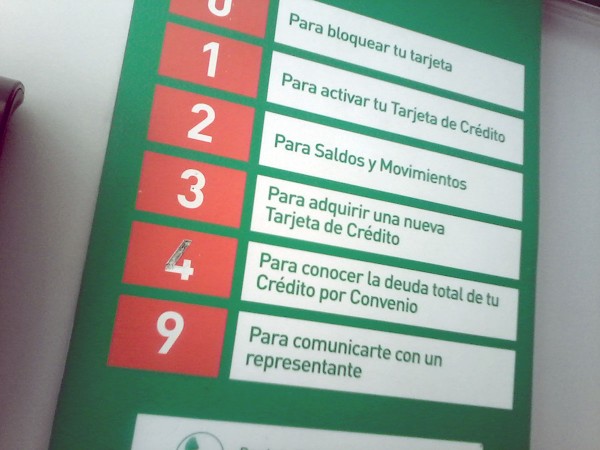 0 Para bloquear tu tarjeta
1 Para activar tu Tarjeta de Crédito
2 Para Saldos y Movimientos
3 Para adquirir una nueva
Tarjeta de Crédito
4 Para conocer la deuda total de tu
Crédito por Convenio
9 Para comunicarte con un
representante